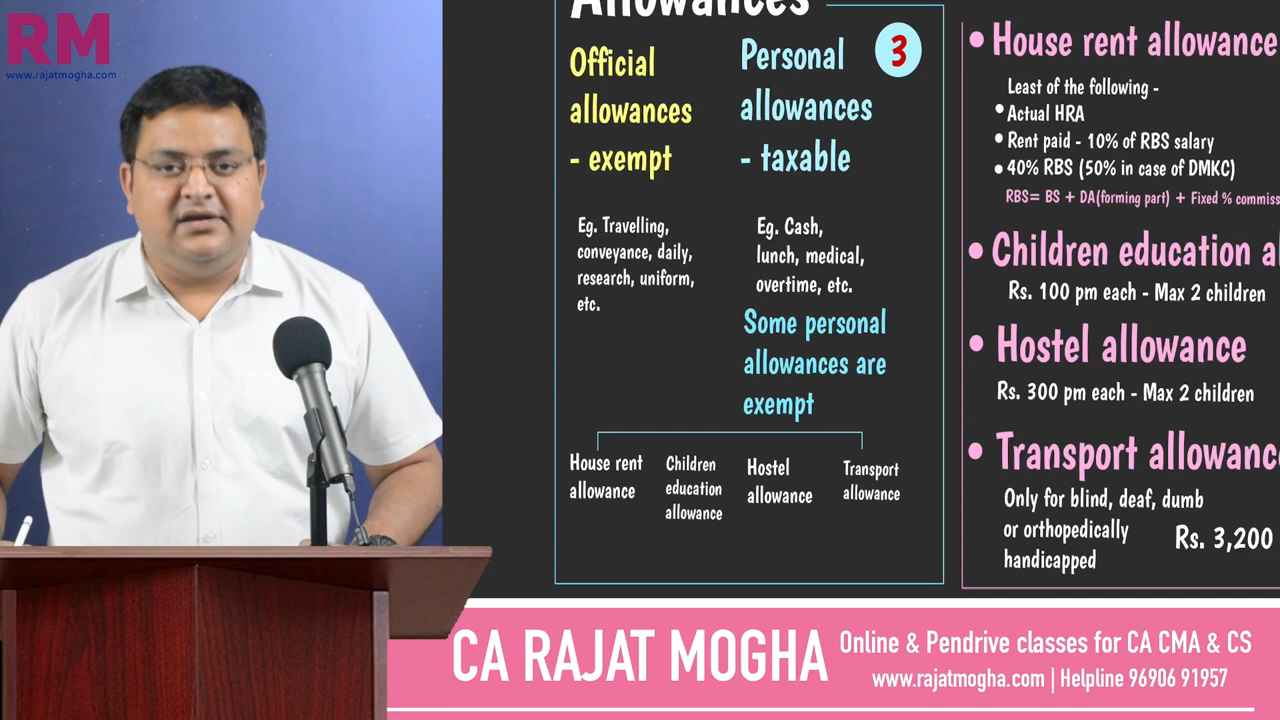 RM
www.rajatmogha.com
Allowances
Official
allowances
- exempt
Eg. Travelling,
conveyance, daily,
research, uniform,
etc.
Personal
allowances
- taxable
3
Eg. Cash,
lunch, medical,
overtime, etc.
Some personal
allowances are
exempt
House rent
allowance
Children
education
allowance
Hostel
allowance
Transport
allowance
• House rent allowance
Least of the following -
• Actual HRA
• Rent paid - 10% of RBS salary
• 40% RBS (50% in case of DMKC)
RBS= BS + DA(forming part) + Fixed % commiss
• Children education al
Rs. 100 pm each - Max 2 children
• Hostel allowance
Rs. 300 pm each - Max 2 children
• Transport allowanc
Only for blind, deaf, dumb
or orthopedically
handicapped
Rs. 3,200
CA RAJAT MOGHA
Online & Pendrive classes for CA CMA & CS
www.rajatmogha.com | Helpline 96906 91957